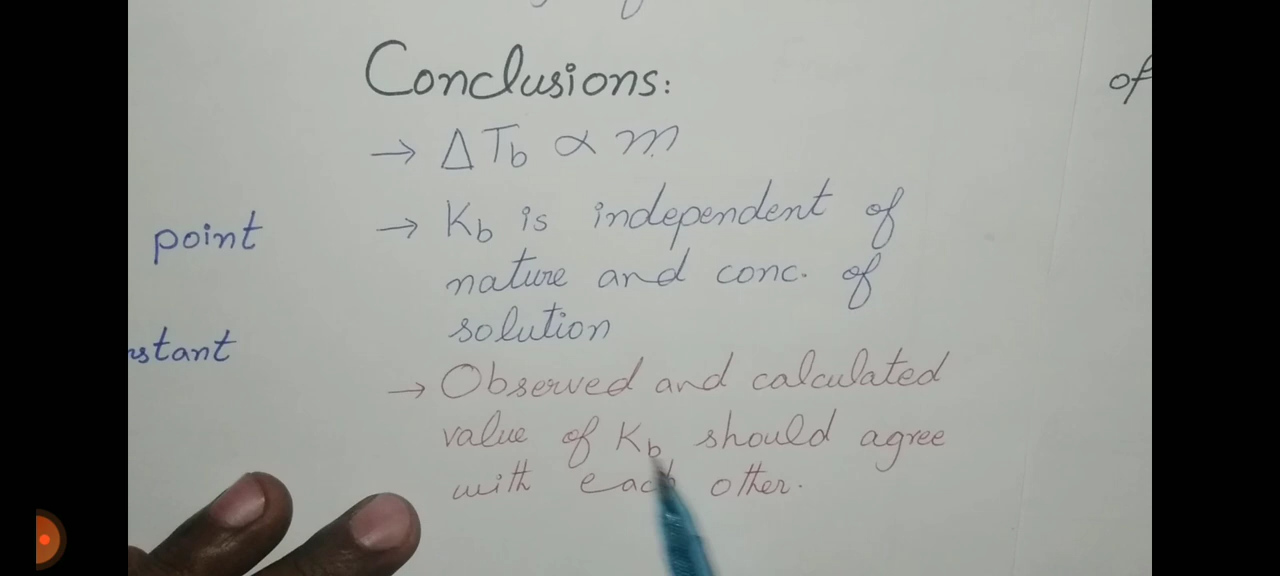 Conclusions:
of
→ ΔTb ∝ m
→ Kb is independent of
point
nature and conc. of
solution
stant
→ Observed and calculated
value of Kb should agree
with each other.